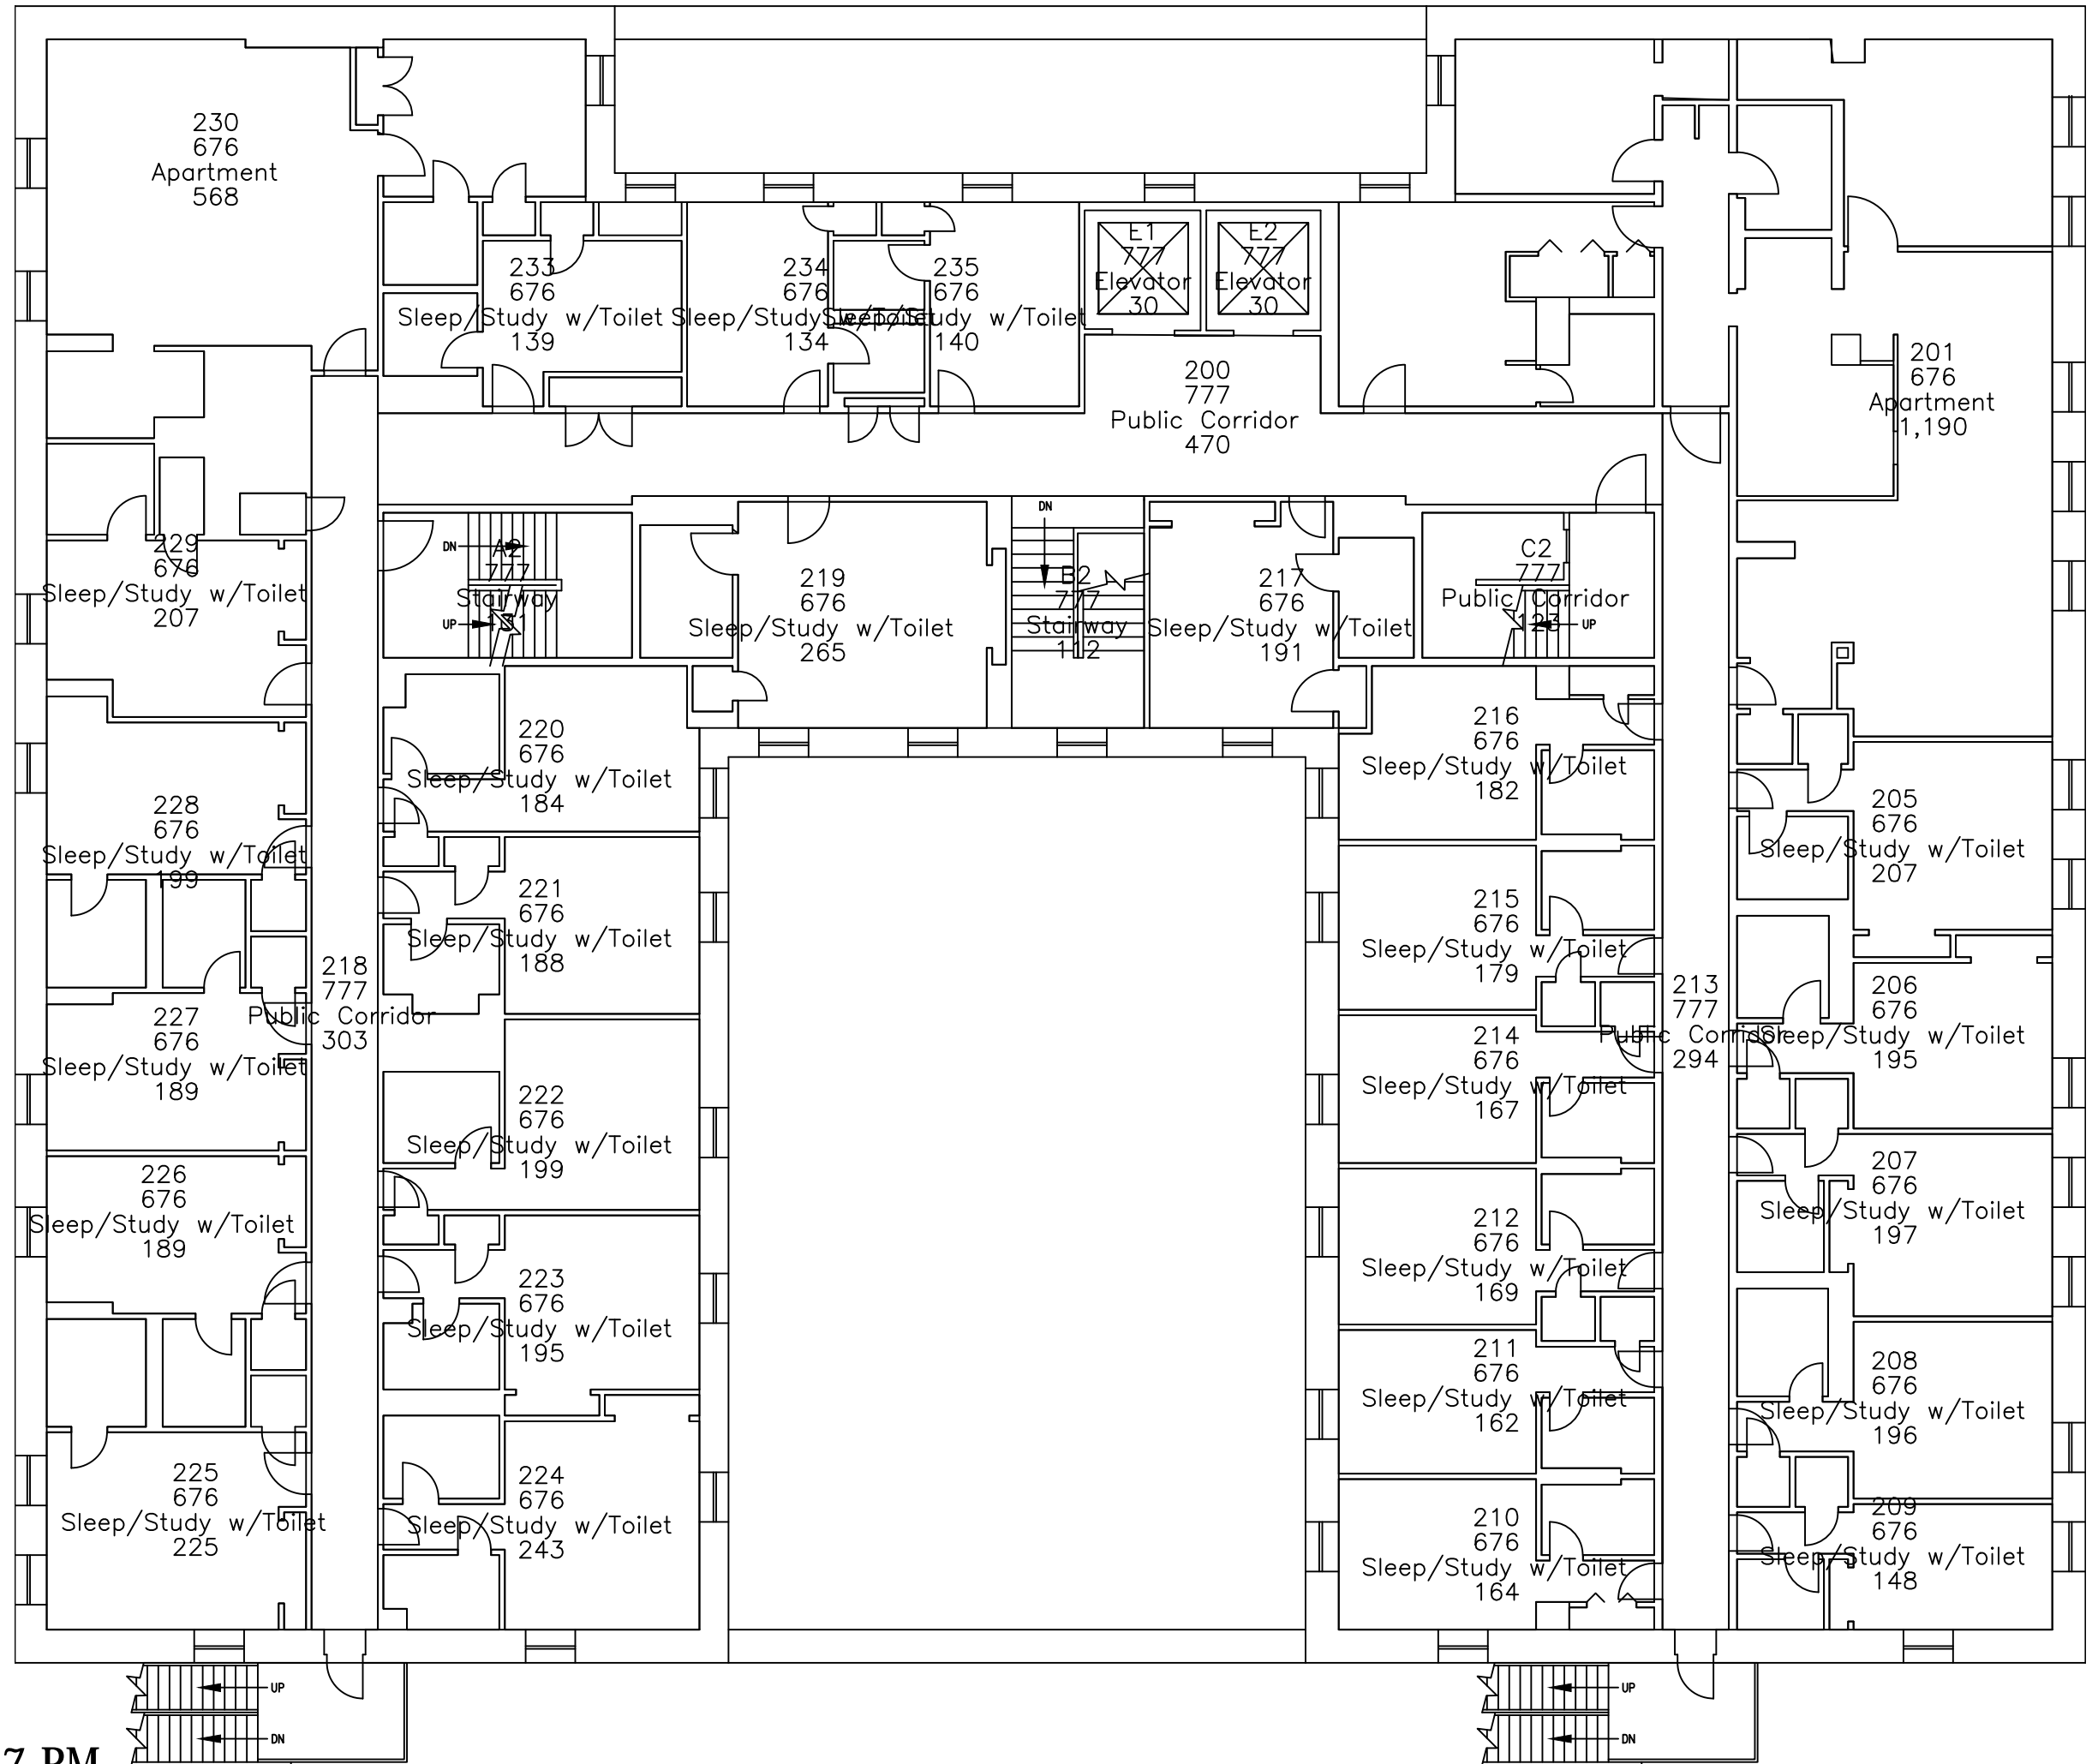 230
676
Apartment
568
233
676
Sleep/Study w/Toilet
139
234
676
Sleep/Study w/Toilet
134
235
676
Sleep/Study w/Toilet
140
E1
777
Elevator
30
E2
777
Elevator
30
200
777
Public Corridor
470
201
676
Apartment
1,190
229
676
Sleep/Study w/Toilet
207
DN
A2
777
Stairway
UP
219
676
Sleep/Study w/Toilet
265
DN
B2
777
Stairway
112
217
676
Sleep/Study w/Toilet
191
C2
777
Public Corridor
123
UP
220
676
Sleep/Study w/Toilet
184
216
676
Sleep/Study w/Toilet
182
228
676
Sleep/Study w/Toilet
199
205
676
Sleep/Study w/Toilet
207
221
676
Sleep/Study w/Toilet
188
215
676
Sleep/Study w/Toilet
179
218
777
Public Corridor
303
213
777
Public Corridor
294
206
676
Sleep/Study w/Toilet
195
227
676
Sleep/Study w/Toilet
189
214
676
Sleep/Study w/Toilet
167
222
676
Sleep/Study w/Toilet
199
226
676
Sleep/Study w/Toilet
189
207
676
Sleep/Study w/Toilet
197
212
676
Sleep/Study w/Toilet
169
223
676
Sleep/Study w/Toilet
195
211
676
Sleep/Study w/Toilet
162
208
676
Sleep/Study w/Toilet
196
225
676
Sleep/Study w/Toilet
225
224
676
Sleep/Study w/Toilet
243
210
676
Sleep/Study w/Toilet
164
209
676
Sleep/Study w/Toilet
148
UP
DN
UP
DN
7 PM